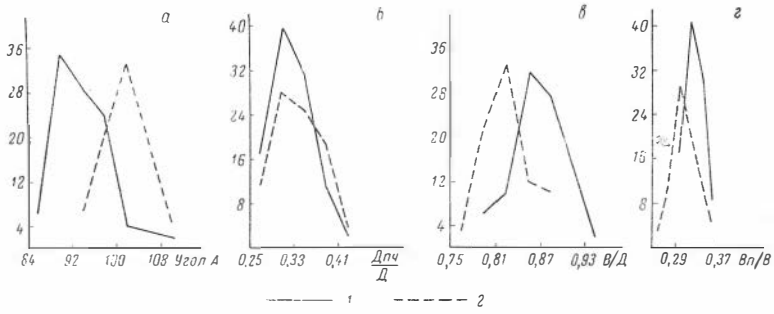 а б в г
36 28 20 12 4
40 32 24 16 8
36 28 20 12 4
40 32 24 16 8
84 92 100 108 Угол А
0,25 0,33 0,41 Дпч/Д
0,75 0,81 0,87 0,93 В/Д
0,29 0,37 Вп/В
1 2